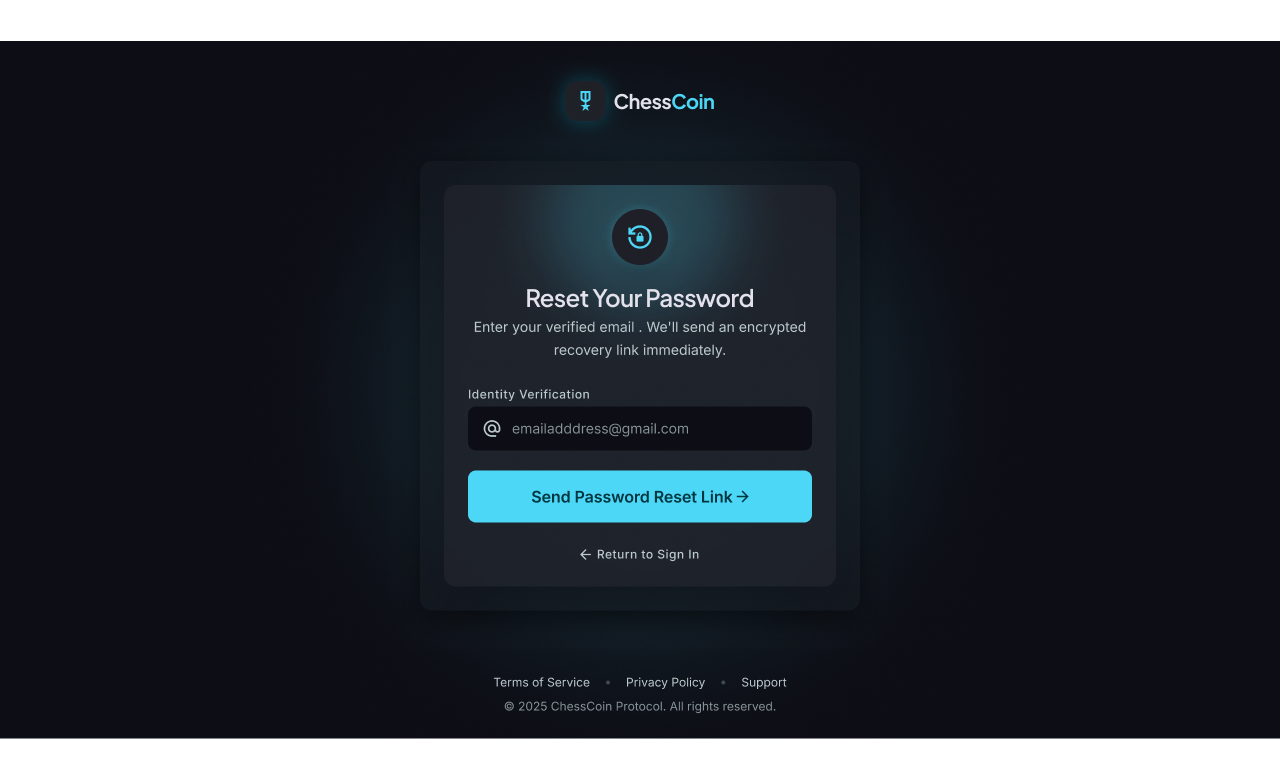 ChessCoin
Reset Your Password
Enter your verified email . We'll send an encrypted
recovery link immediately.
Identity Verification
emailadddress@gmail.com
Send Password Reset Link →
← Return to Sign In
Terms of Service • Privacy Policy • Support
© 2025 ChessCoin Protocol. All rights reserved.